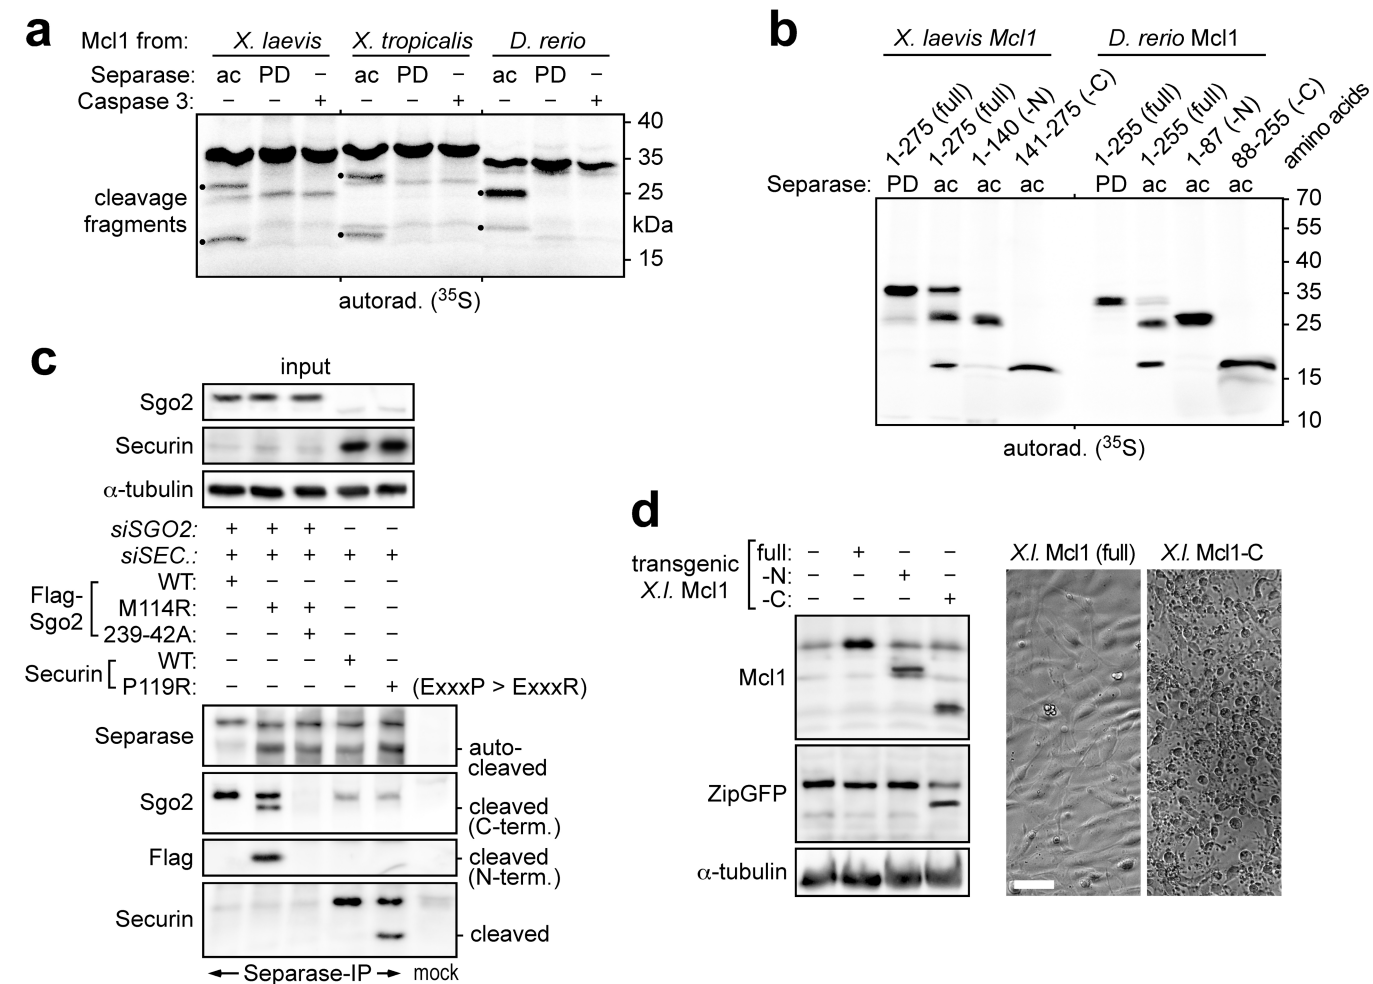 a
Mcl1 from: X. laevis X. tropicalis D. rerio
Separase: ac PD – ac PD – ac PD –
Caspase 3: – – + – – + – – +
40
35
25
kDa
15
cleavage
fragments
autorad. (³⁵S)
b
X. laevis Mcl1 D. rerio Mcl1
1-275 (full) 1-275 (full) 1-140 (-N) 141-275 (-C) 1-255 (full) 1-255 (full) 1-87 (-N) 88-255 (-C) amino acids
Separase: PD ac ac ac PD ac ac ac
70
55
40
35
25
15
10
autorad. (³⁵S)
c
input
Sgo2
Securin
α-tubulin
siSGO2: + + + – –
siSEC.: + + + + +
Flag-
Sgo2
WT: + – – – –
M114R: – + + – –
239-42A: – – + – –
Securin
WT: – – – + –
P119R: – – – – + (ExxxP > ExxxR)
Separase
auto-
cleaved
Sgo2
cleaved
(C-term.)
Flag
cleaved
(N-term.)
Securin
cleaved
Separase-IP mock
d
transgenic
X.l. Mcl1
full: – + – –
-N: – – + –
-C: – – – +
Mcl1
ZipGFP
α-tubulin
X.l. Mcl1 (full) X.l. Mcl1-C